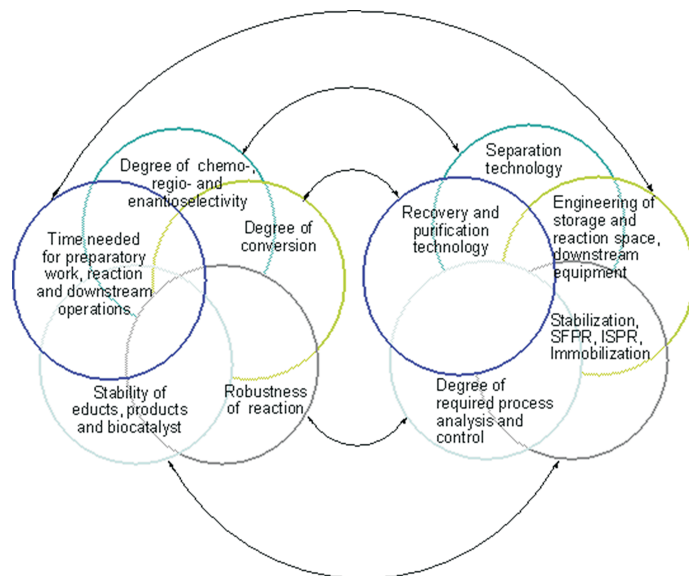 Degree of chemo-,
regio- and
enantioselectivity
Degree of
conversion
Time needed
for preparatory
work, reaction
and downstream
operations
Stability of
educts, products
and biocatalyst
Robustness
of reaction
Separation
technology
Recovery and
purification
technology
Engineering of
storage and
reaction space,
downstream
equipment
Stabilization,
SFPR, ISPR,
Immobilization
Degree of
required process
analysis and
control